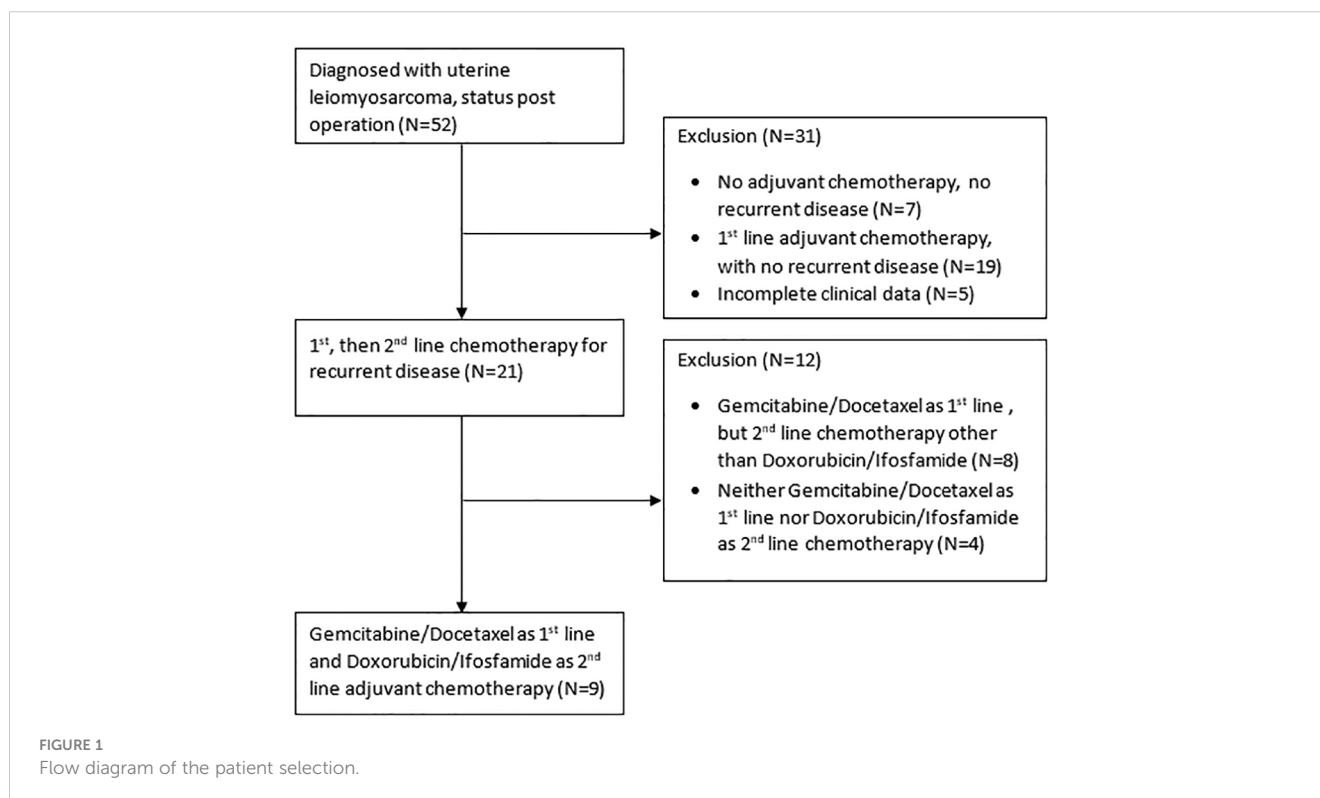 Diagnosed with uterine
leiomyosarcoma, status post
operation (N=52)
Exclusion (N=31)
• No adjuvant chemotherapy, no
recurrent disease (N=7)
• 1st line adjuvant chemotherapy,
with no recurrent disease (N=19)
• Incomplete clinical data (N=5)
1st, then 2nd line chemotherapy for
recurrent disease (N=21)
Exclusion (N=12)
• Gemcitabine/Docetaxel as 1st line ,
but 2nd line chemotherapy other
than Doxorubicin/Ifosfamide (N=8)
• Neither Gemcitabine/Docetaxel as
1st line nor Doxorubicin/Ifosfamide
as 2nd line chemotherapy (N=4)
Gemcitabine/Docetaxel as 1st line
and Doxorubicin/Ifosfamide as 2nd
line adjuvant chemotherapy (N=9)
FIGURE 1
Flow diagram of the patient selection.